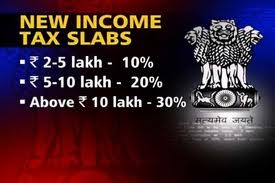 NEW INCOME
TAX SLABS
₹ 2-5 lakh - 10%
₹ 5-10 lakh - 20%
Above ₹ 10 lakh - 30%
सत्यमेव जयते